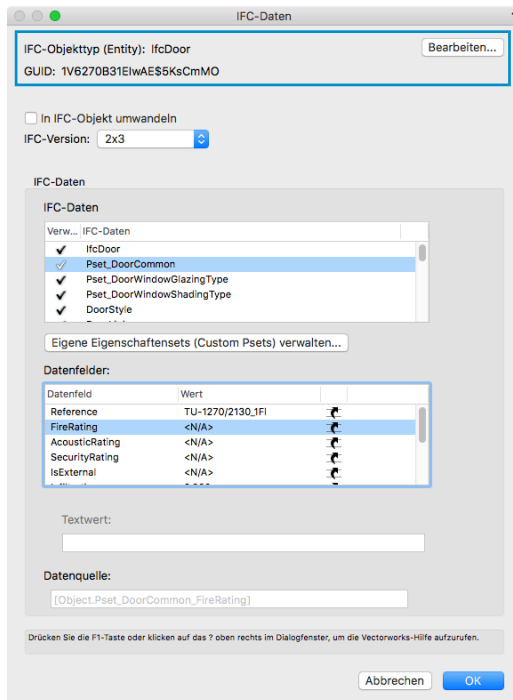 IFC-Daten
IFC-Objekttyp (Entity): IfcDoor
Bearbeiten...
GUID: 1V6270B31ElwAE$5KsCmMO
In IFC-Objekt umwandeln
IFC-Version: 2x3
IFC-Daten
IFC-Daten
Verw... IFC-Daten
IfcDoor
Pset_DoorCommon
Pset_DoorWindowGlazingType
Pset_DoorWindowShadingType
DoorStyle
Eigene Eigenschaftensets (Custom Psets) verwalten...
Datenfelder:
Datenfeld Wert
Reference TU-1270/2130_1Fl
FireRating <N/A>
AcousticRating <N/A>
SecurityRating <N/A>
IsExternal <N/A>
Textwert:
Datenquelle:
[Object.Pset_DoorCommon_FireRating]
Drücken Sie die F1-Taste oder klicken auf das ? oben rechts im Dialogfenster, um die Vectorworks-Hilfe aufzurufen.
Abbrechen OK